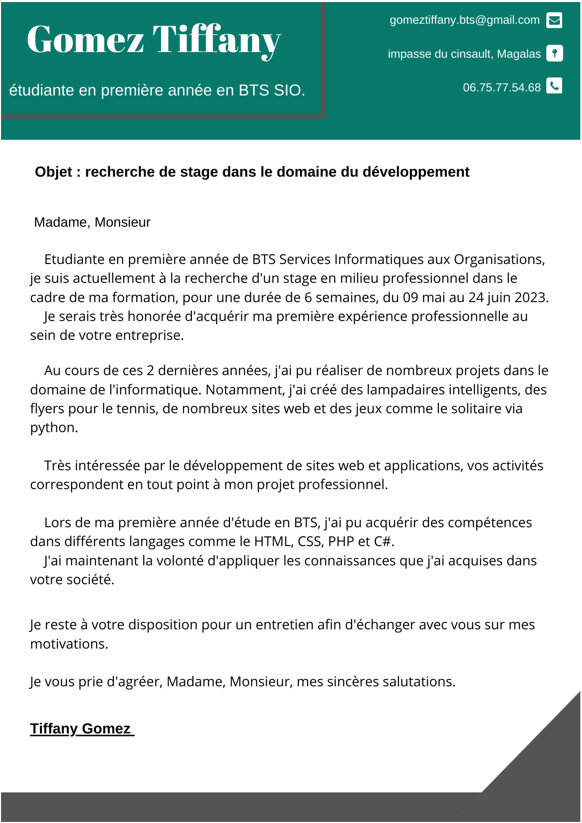 Gomez Tiffany
étudiante en première année en BTS SIO.
gomeztiffany.bts@gmail.com
impasse du cinsault, Magalas
06.75.77.54.68
Objet : recherche de stage dans le domaine du développement
Madame, Monsieur
Etudiante en première année de BTS Services Informatiques aux Organisations,
je suis actuellement à la recherche d'un stage en milieu professionnel dans le
cadre de ma formation, pour une durée de 6 semaines, du 09 mai au 24 juin 2023.
Je serais très honorée d'acquérir ma première expérience professionnelle au
sein de votre entreprise.
Au cours de ces 2 dernières années, j'ai pu réaliser de nombreux projets dans le
domaine de l'informatique. Notamment, j'ai créé des lampadaires intelligents, des
flyers pour le tennis, de nombreux sites web et des jeux comme le solitaire via
python.
Très intéressée par le développement de sites web et applications, vos activités
correspondent en tout point à mon projet professionnel.
Lors de ma première année d'étude en BTS, j'ai pu acquérir des compétences
dans différents langages comme le HTML, CSS, PHP et C#.
J'ai maintenant la volonté d'appliquer les connaissances que j'ai acquises dans
votre société.
Je reste à votre disposition pour un entretien afin d'échanger avec vous sur mes
motivations.
Je vous prie d'agréer, Madame, Monsieur, mes sincères salutations.
Tiffany Gomez